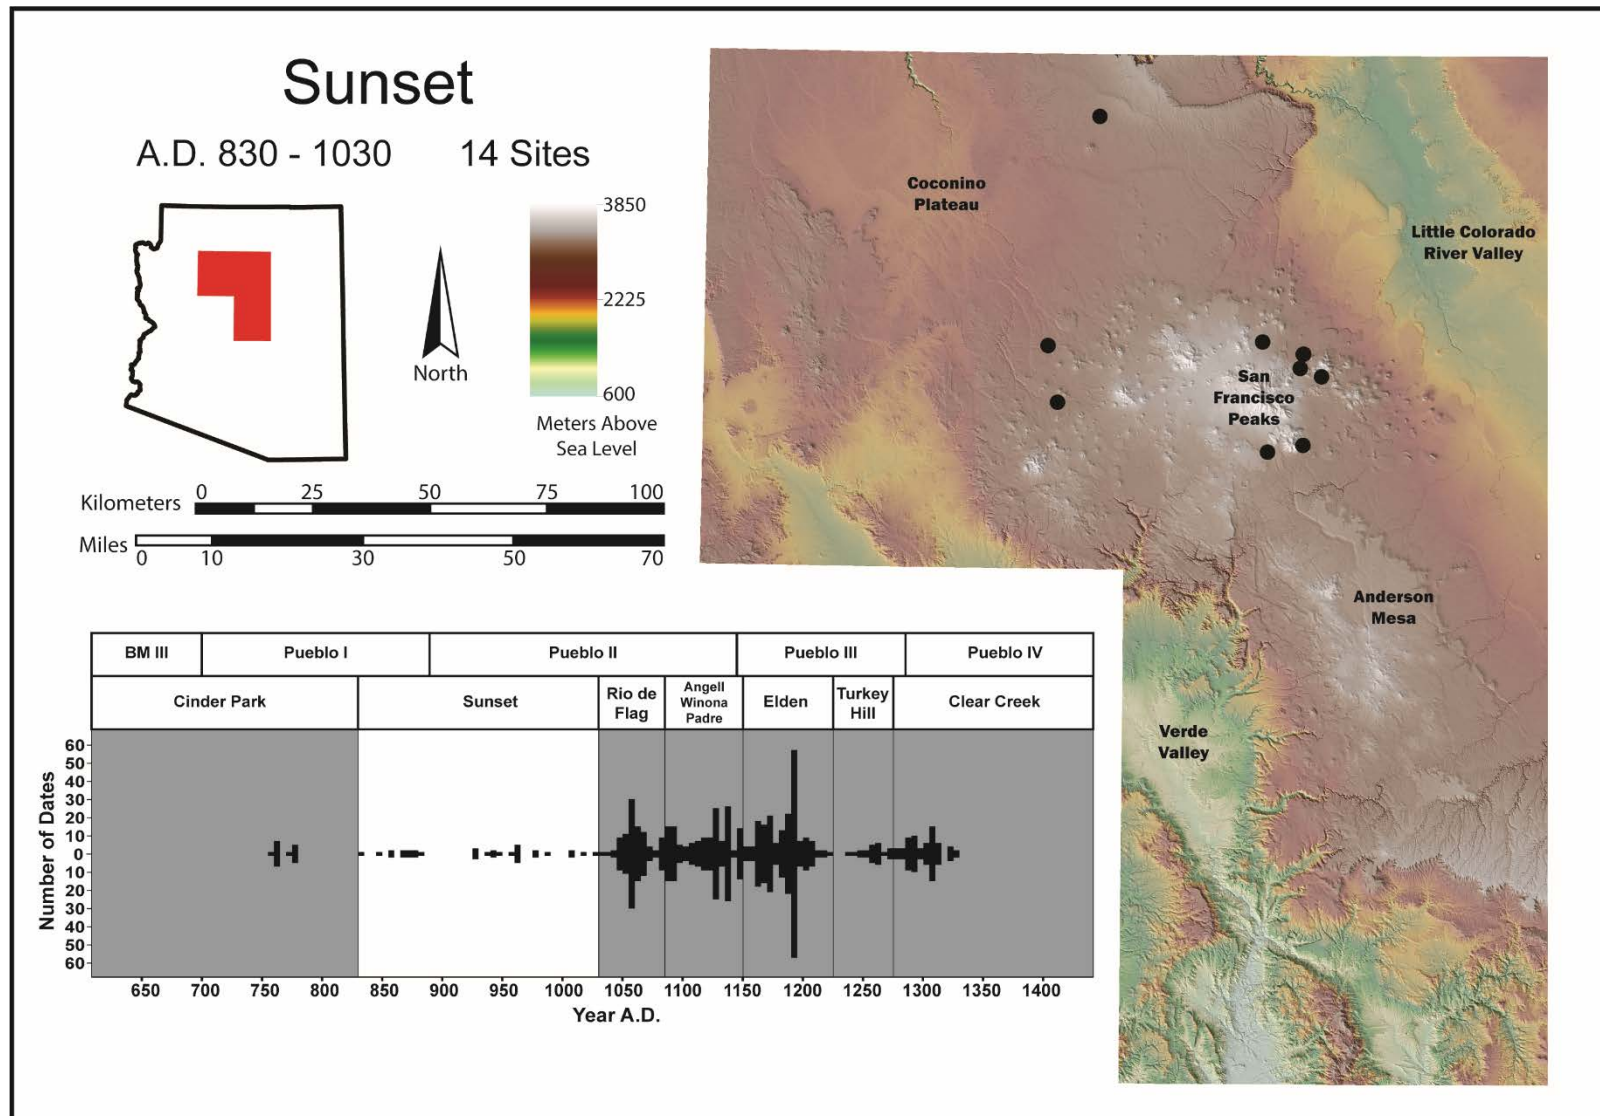 Sunset
A.D. 830 - 1030 14 Sites
3850
2225
600
Meters Above
Sea Level
North
Kilometers 0 25 50 75 100
Miles 0 10 30 50 70
Coconino
Plateau
Little Colorado
River Valley
San
Francisco
Peaks
Anderson
Mesa
Verde
Valley
BM III Pueblo I Pueblo II Pueblo III Pueblo IV
Cinder Park Sunset Rio de
Flag Angell
Winona
Padre Elden Turkey
Hill Clear Creek
Number of Dates
60
50
40
30
20
10
0
10
20
30
40
50
60
650 700 750 800 850 900 950 1000 1050 1100 1150 1200 1250 1300 1350 1400
Year A.D.